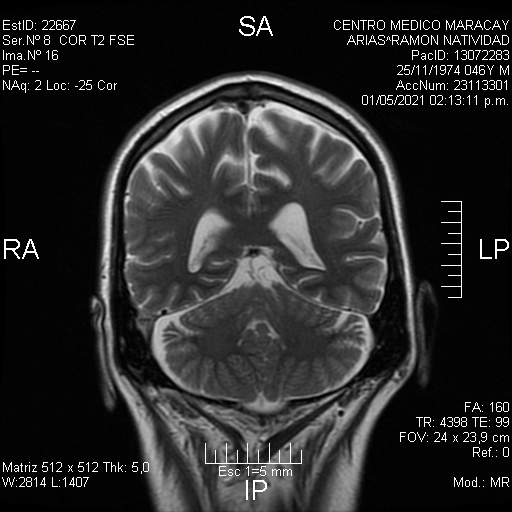 EstID: 22667
Ser.Nº 8 COR T2 FSE
Ima.Nº 16
PE= --
NAq: 2 Loc: -25 Cor
SA
CENTRO MEDICO MARACAY
ARIAS^RAMON NATIVIDAD
PacID: 13072283
25/11/1974 046Y M
AccNum: 23113301
01/05/2021 02:13:11 p.m.
RA
LP
FA: 160
TR: 4398 TE: 99
FOV: 24 x 23,9 cm
Ref.: 0
Matriz 512 x 512 Thk: 5,0
W:2814 L:1407
Esc 1=5 mm
IP
Mod.: MR